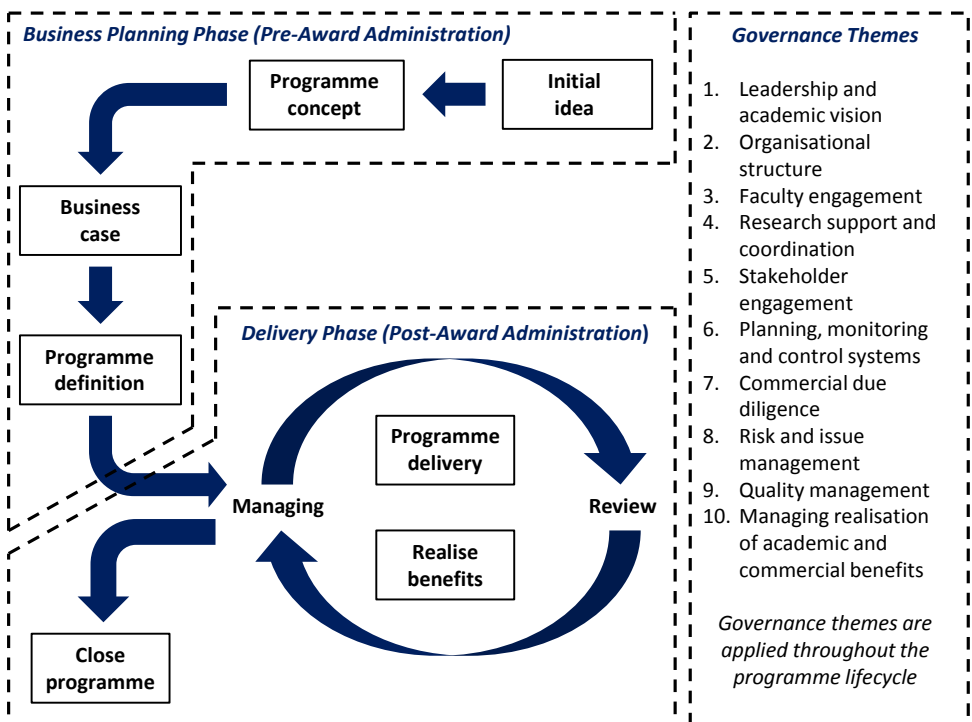 Business Planning Phase (Pre-Award Administration)
Initial
idea
Programme
concept
Business
case
Programme
definition
Delivery Phase (Post-Award Administration)
Managing
Programme
delivery
Review
Realise
benefits
Close
programme
Governance Themes
1. Leadership and
academic vision
2. Organisational
structure
3. Faculty engagement
4. Research support and
coordination
5. Stakeholder
engagement
6. Planning, monitoring
and control systems
7. Commercial due
diligence
8. Risk and issue
management
9. Quality management
10. Managing realisation
of academic and
commercial benefits
Governance themes are
applied throughout the
programme lifecycle